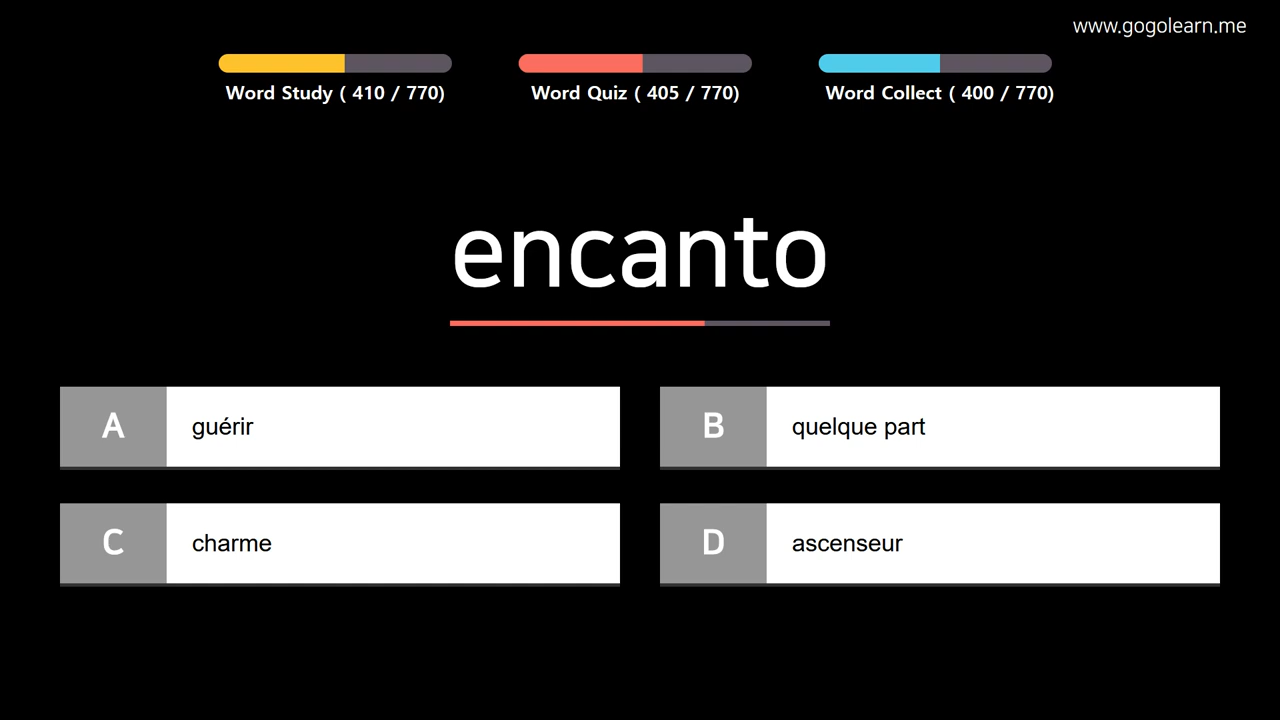 www.gogolearn.me
Word Study ( 410 / 770)
Word Quiz ( 405 / 770)
Word Collect ( 400 / 770)
encanto
A guérir
B quelque part
C charme
D ascenseur